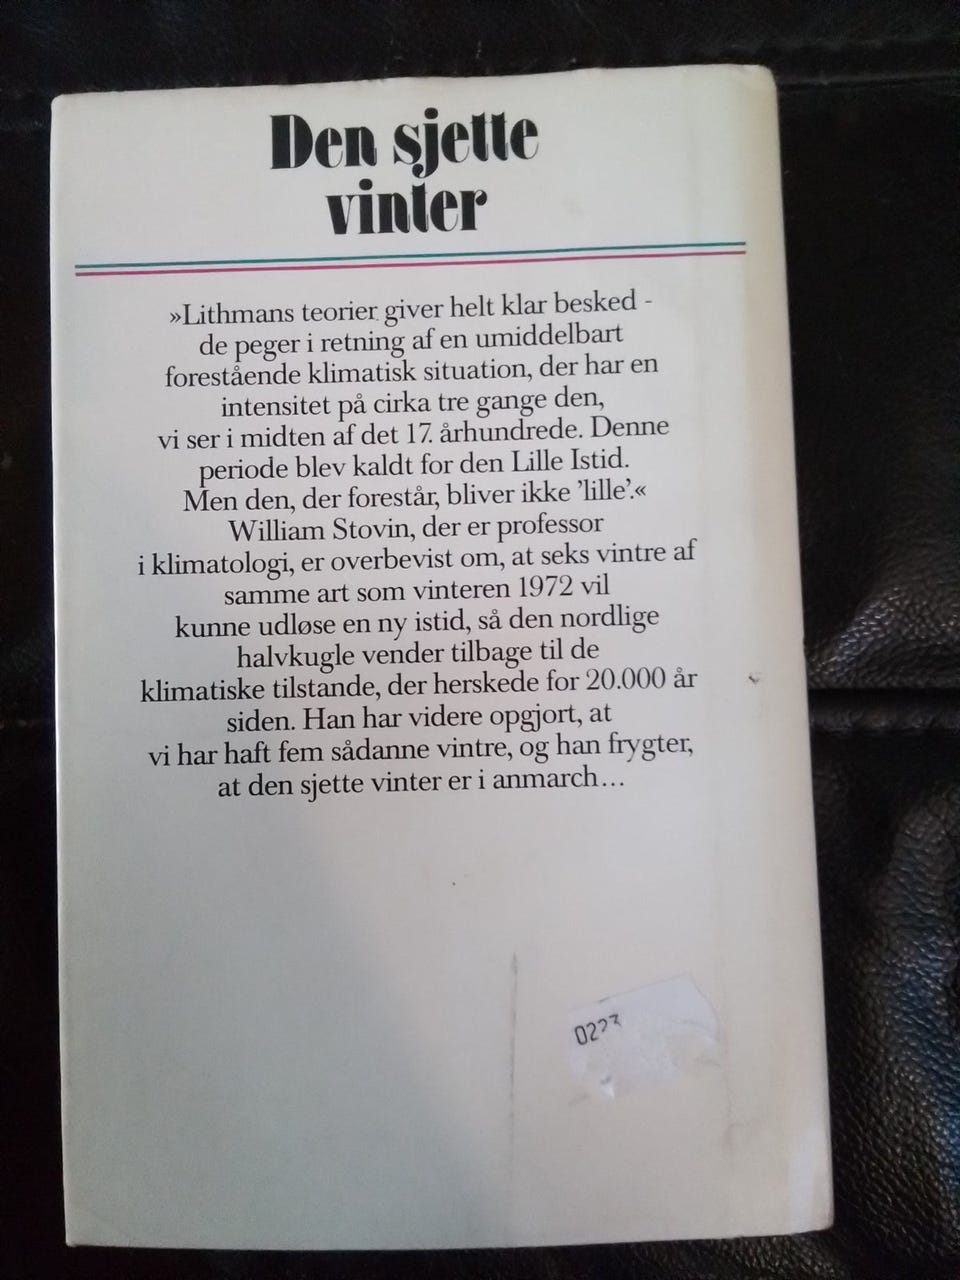 Den sjette
vinter
»Lithmans teorier giver helt klar besked -
de peger i retning af en umiddelbart
forestående klimatisk situation, der har en
intensitet på cirka tre gange den,
vi ser i midten af det 17. århundrede. Denne
periode blev kaldt for den Lille Istid.
Men den, der forestår, bliver ikke 'lille'.«
William Stovin, der er professor
i klimatologi, er overbevist om, at seks vintre af
samme art som vinteren 1972 vil
kunne udløse en ny istid, så den nordlige
halvkugle vender tilbage til de
klimatiske tilstande, der herskede for 20.000 år
siden. Han har videre opgjort, at
vi har haft fem sådanne vintre, og han frygter,
at den sjette vinter er i anmarch...